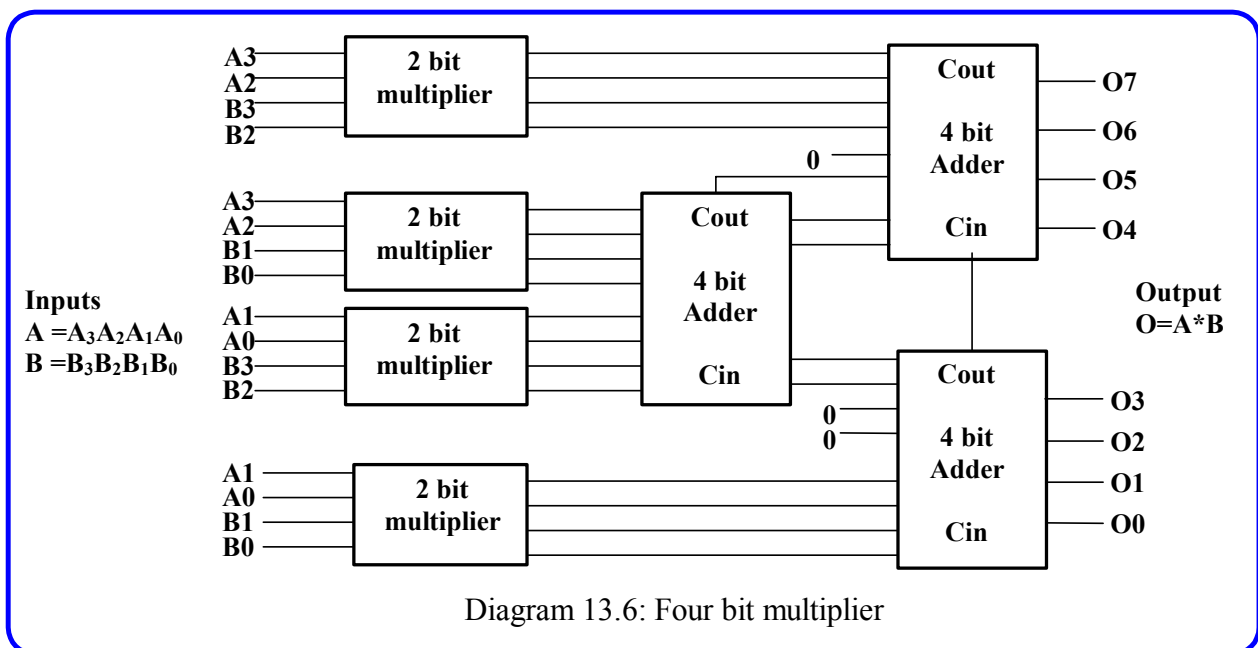 A3
A2
B3
B2
2 bit
multiplier
Cout
4 bit
Adder
Cin
0
O7
O6
O5
O4
A3
A2
B1
B0
2 bit
multiplier
Cout
4 bit
Adder
Cin
Inputs
A =A₃A₂A₁A₀
B =B₃B₂B₁B₀
A1
A0
B3
B2
2 bit
multiplier
Output
O=A*B
0
0
Cout
4 bit
Adder
Cin
O3
O2
O1
O0
A1
A0
B1
B0
2 bit
multiplier
Diagram 13.6: Four bit multiplier